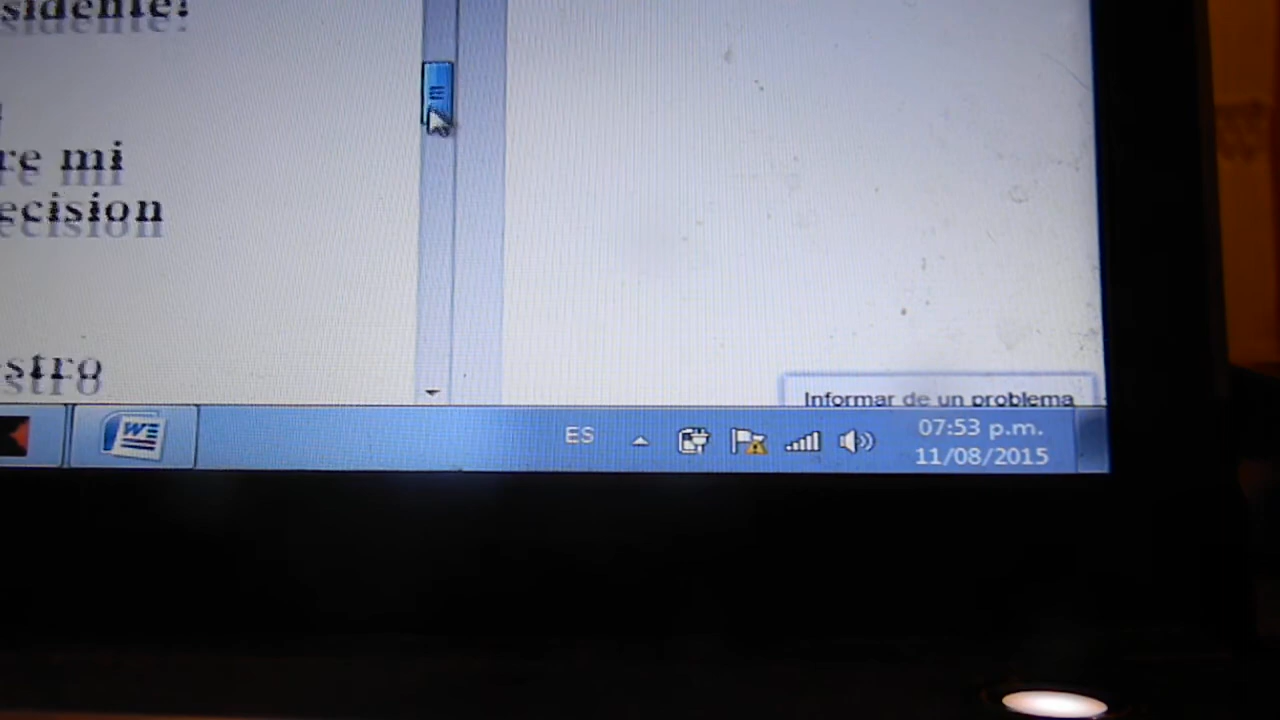 sidente!
re mi
ecision
stro
Informar de un problema
W
ES
07:53 p.m.
11/08/2015